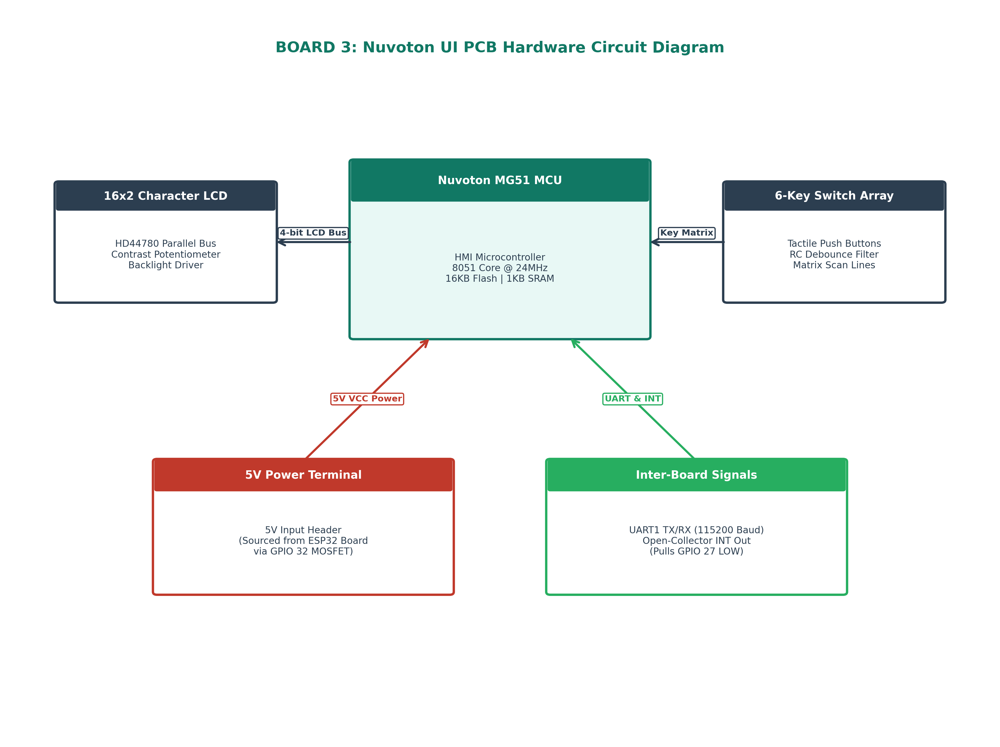 BOARD 3: Nuvoton UI PCB Hardware Circuit Diagram
Nuvoton MG51 MCU
HMI Microcontroller
8051 Core @ 24MHz
16KB Flash | 1KB SRAM
16x2 Character LCD
HD44780 Parallel Bus
Contrast Potentiometer
Backlight Driver
4-bit LCD Bus
Key Matrix
6-Key Switch Array
Tactile Push Buttons
RC Debounce Filter
Matrix Scan Lines
5V VCC Power
UART & INT
5V Power Terminal
5V Input Header
(Sourced from ESP32 Board
via GPIO 32 MOSFET)
Inter-Board Signals
UART1 TX/RX (115200 Baud)
Open-Collector INT Out
(Pulls GPIO 27 LOW)